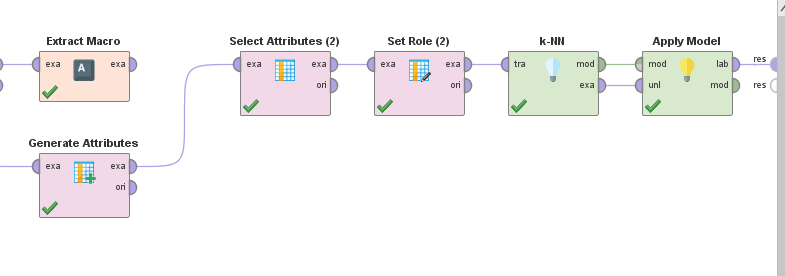 Extract Macro
exa
exa
A
Select Attributes (2)
exa
exa
ori
Set Role (2)
exa
exa
ori
k-NN
tra
mod
exa
Apply Model
mod
lab
unl
mod
res
res
Generate Attributes
exa
exa
ori